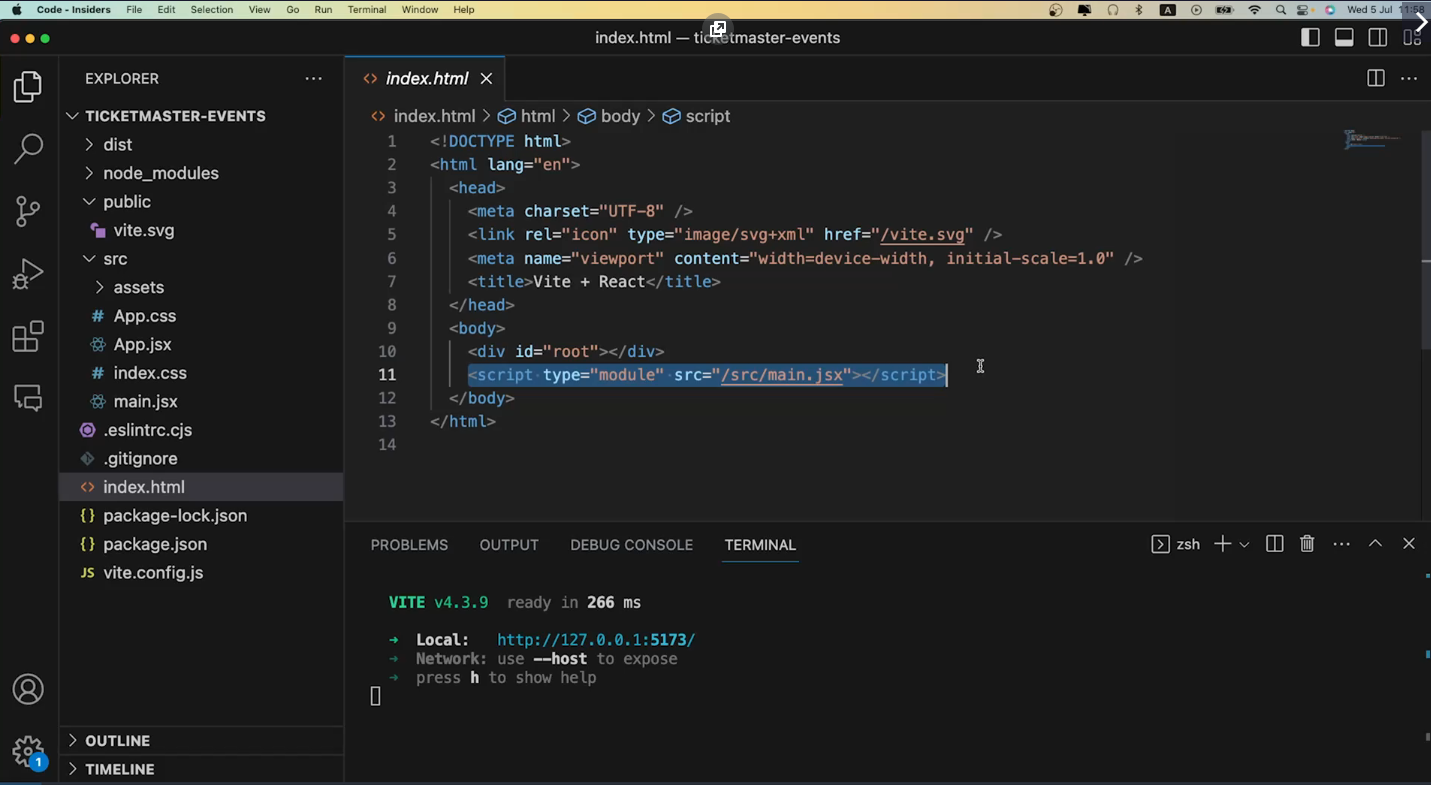 Code - Insiders File Edit Selection View Go Run Terminal Window Help A Wed 5 Jul 11:58
index.html — ticketmaster-events
EXPLORER
TICKETMASTER-EVENTS
dist
node_modules
public
vite.svg
src
assets
# App.css
App.jsx
# index.css
main.jsx
.eslintrc.cjs
.gitignore
<> index.html
{} package-lock.json
{} package.json
JS vite.config.js
1
OUTLINE
TIMELINE
<> index.html
<> index.html > html > body > script
1 <!DOCTYPE html>
2 <html lang="en">
3 <head>
4 <meta charset="UTF-8" />
5 <link rel="icon" type="image/svg+xml" href="/vite.svg" />
6 <meta name="viewport" content="width=device-width, initial-scale=1.0" />
7 <title>Vite + React</title>
8 </head>
9 <body>
10 <div id="root"></div>
11 <script type="module" src="/src/main.jsx"></script>
12 </body>
13 </html>
14
PROBLEMS OUTPUT DEBUG CONSOLE TERMINAL zsh
VITE v4.3.9 ready in 266 ms
➜ Local: http://127.0.0.1:5173/
➜ Network: use --host to expose
➜ press h to show help